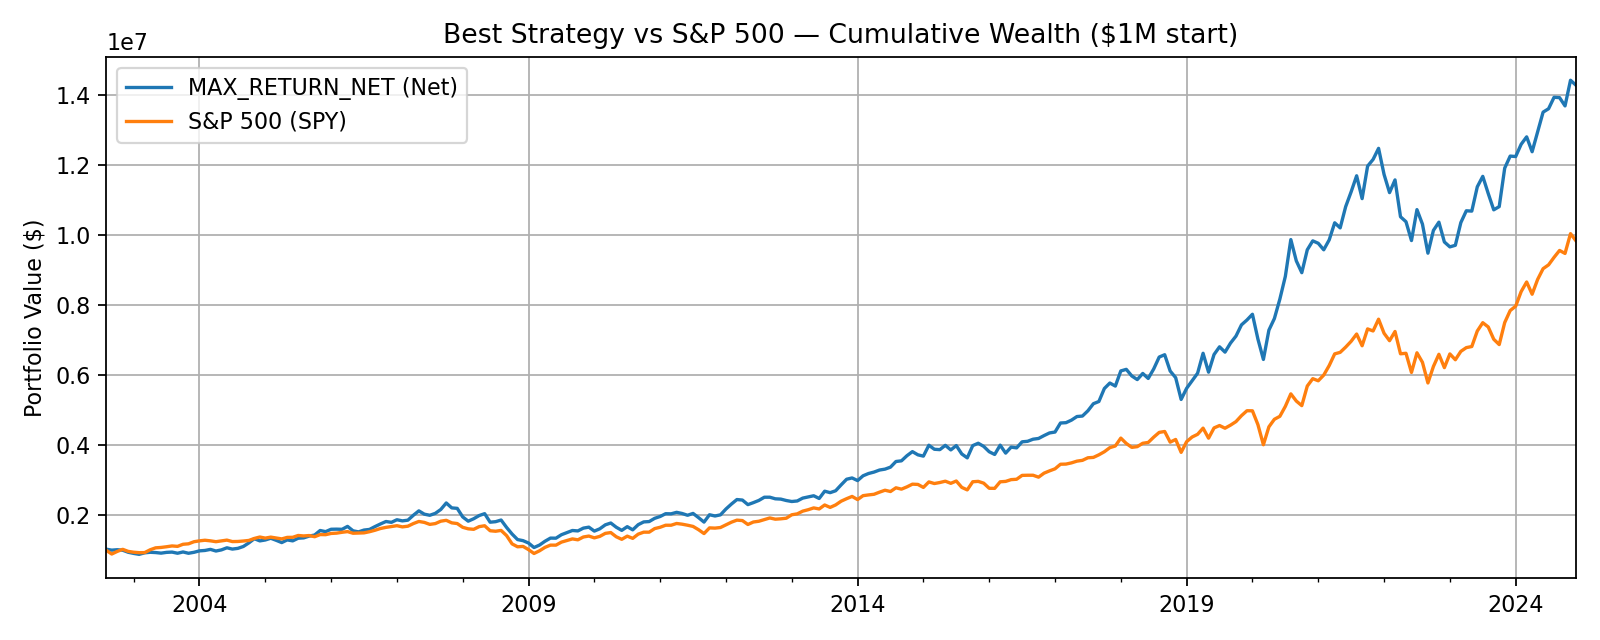 Best Strategy vs S&P 500 — Cumulative Wealth ($1M start)
1e7
MAX_RETURN_NET (Net)
S&P 500 (SPY)
Portfolio Value ($)
1.4
1.2
1.0
0.8
0.6
0.4
0.2
2004 2009 2014 2019 2024